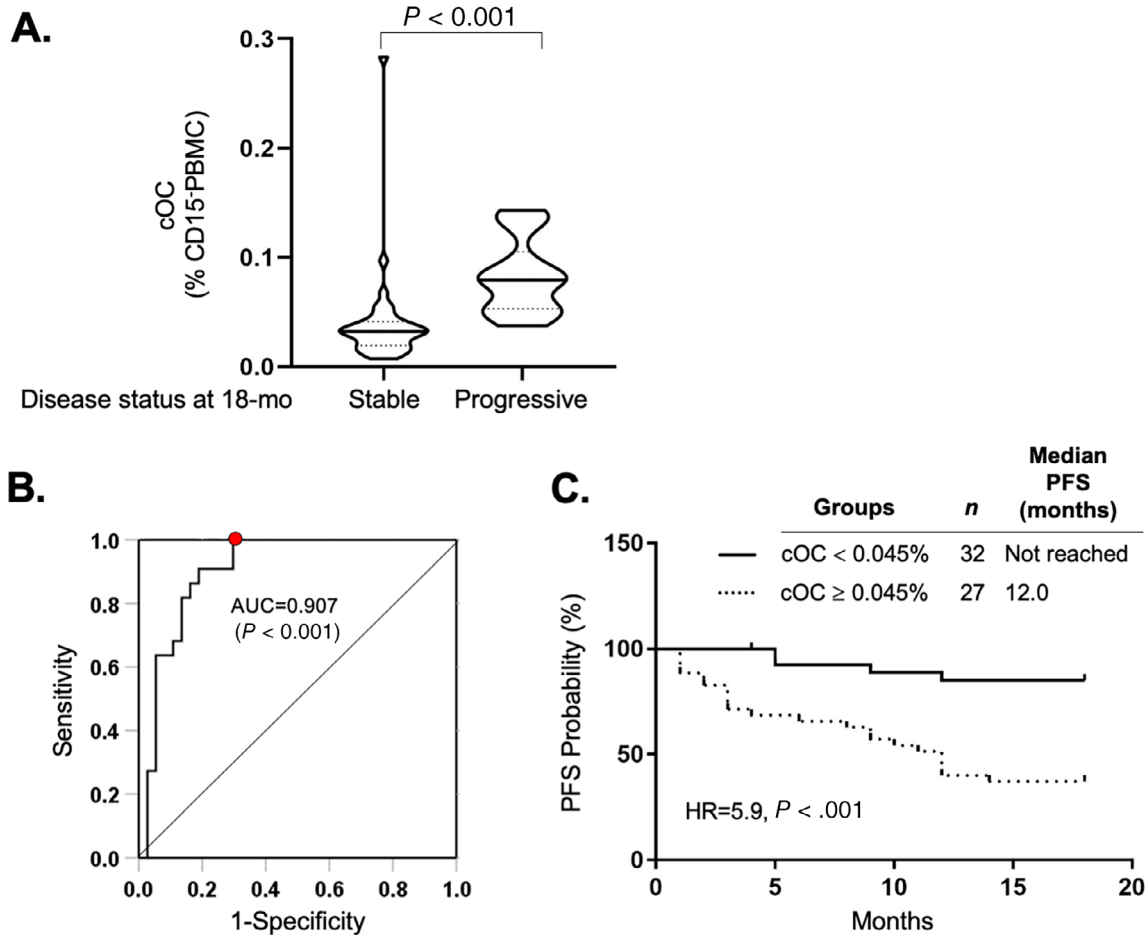 A.
P < 0.001
0.3
0.2
0.1
0.0
cOC
(% CD15-PBMC)
Disease status at 18-mo
Stable
Progressive
B.
1.0
0.8
0.6
0.4
0.2
0.0
Sensitivity
AUC=0.907
(P < 0.001)
0.0 0.2 0.4 0.6 0.8 1.0
1-Specificity
C.
Median
PFS
(months)
Groups n
cOC < 0.045% 32 Not reached
cOC ≥ 0.045% 27 12.0
150
100
50
0
PFS Probability (%)
HR=5.9, P < .001
0 5 10 15 20
Months